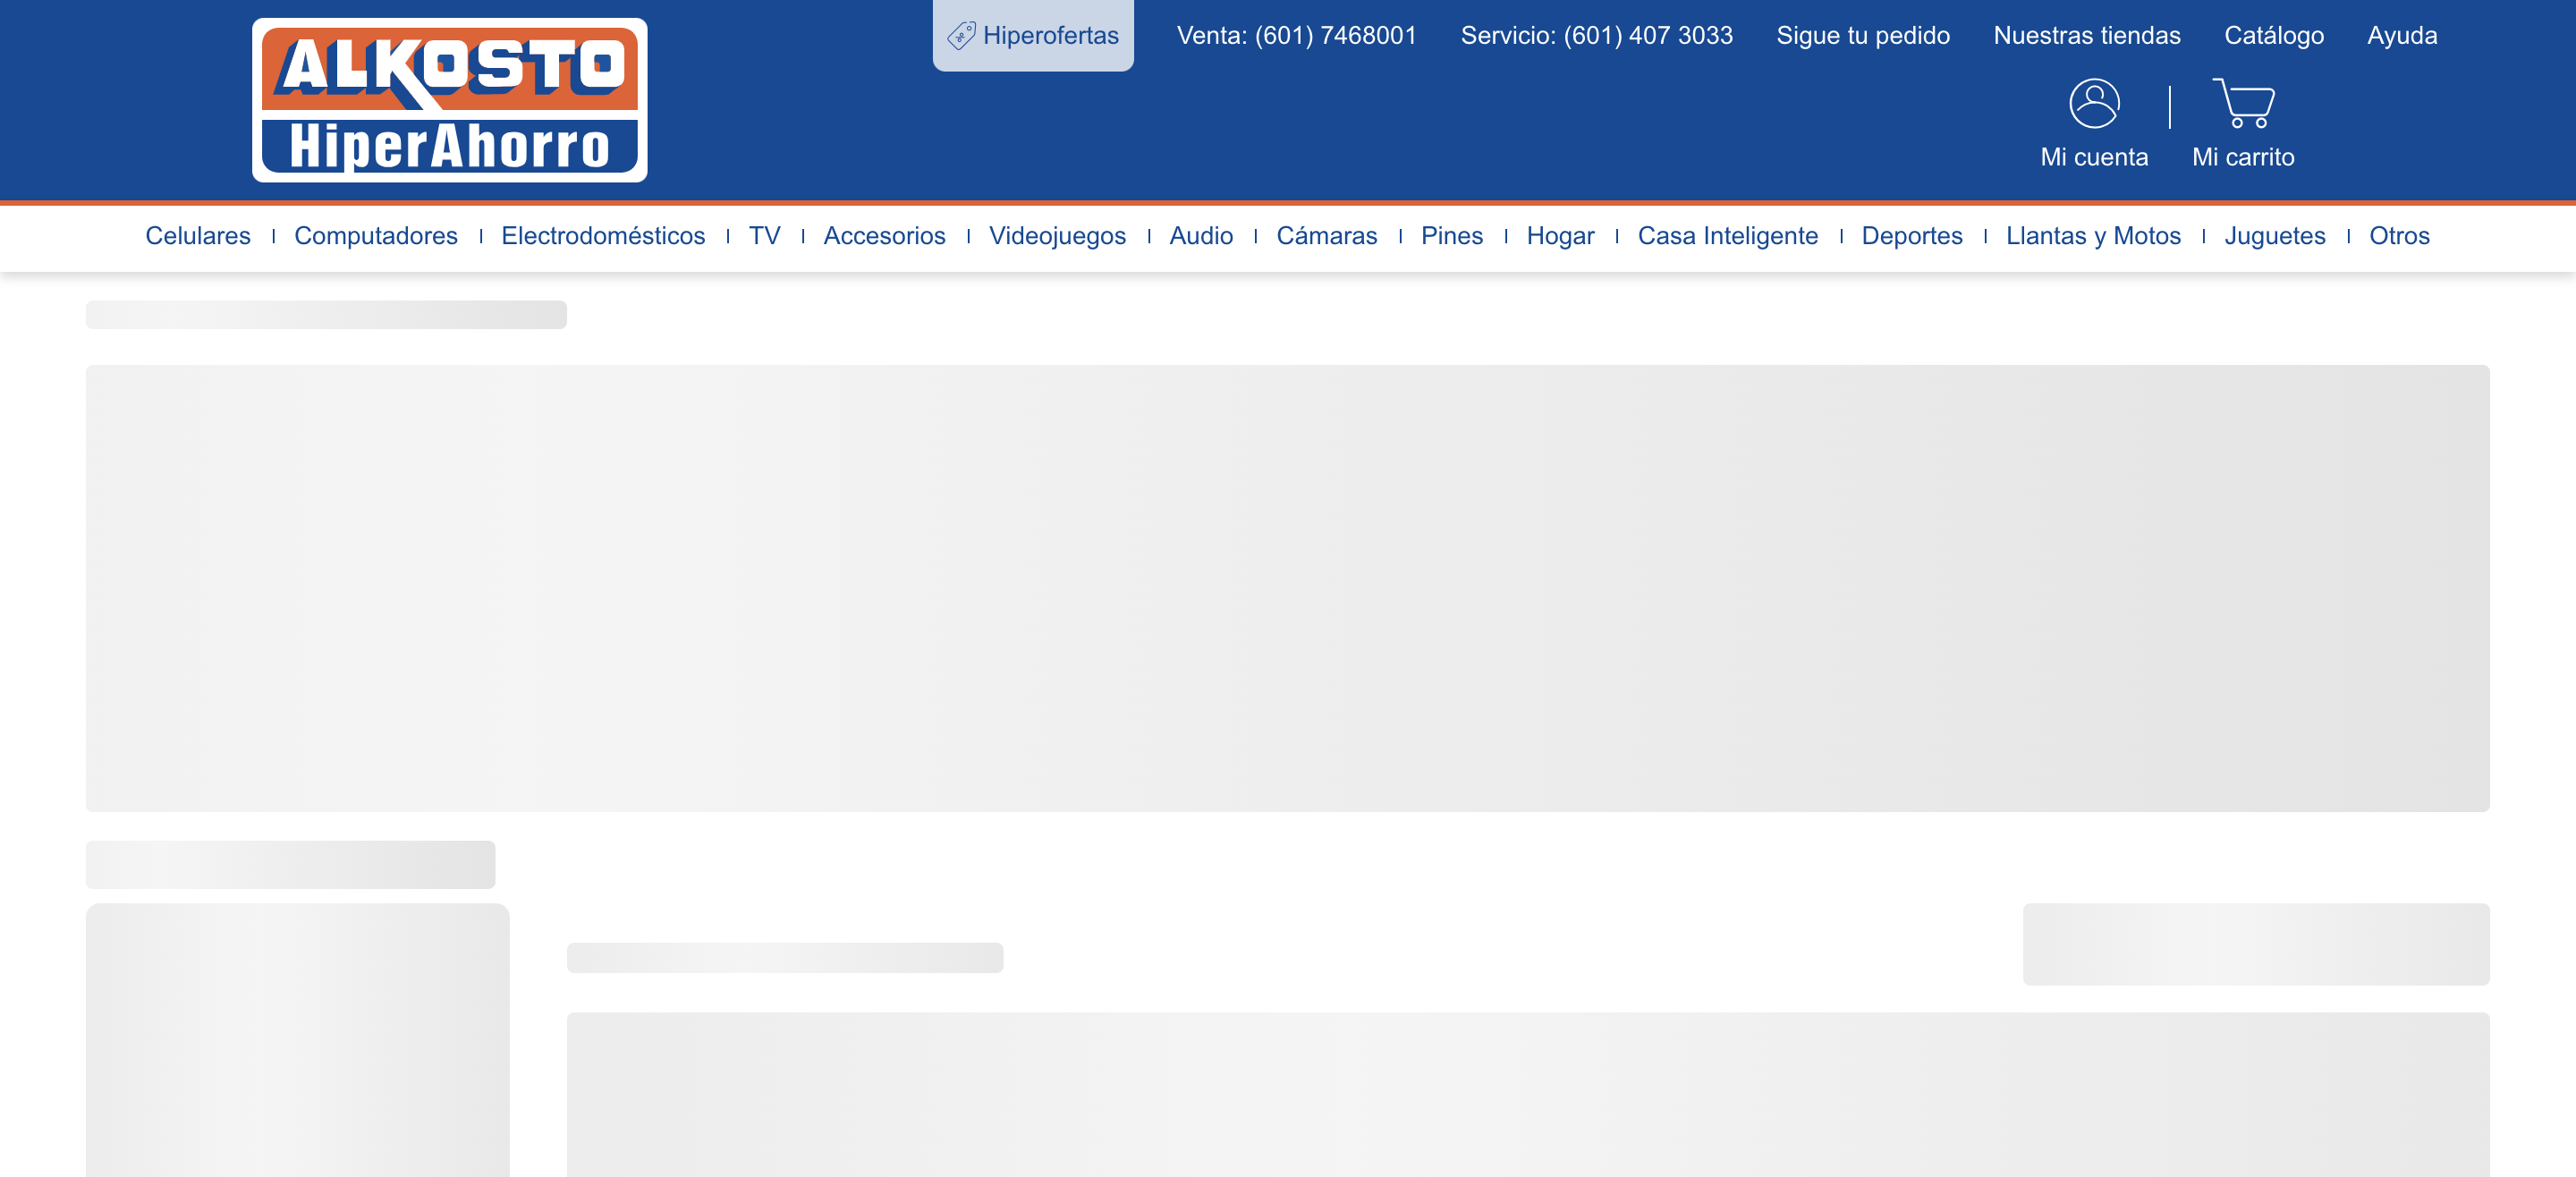 ALKOSTO
HiperAhorro
Hiperofertas
Venta: (601) 7468001
Servicio: (601) 407 3033
Sigue tu pedido
Nuestras tiendas
Catálogo
Ayuda
Mi cuenta
Mi carrito
Celulares
Computadores
Electrodomésticos
TV
Accesorios
Videojuegos
Audio
Cámaras
Pines
Hogar
Casa Inteligente
Deportes
Llantas y Motos
Juguetes
Otros